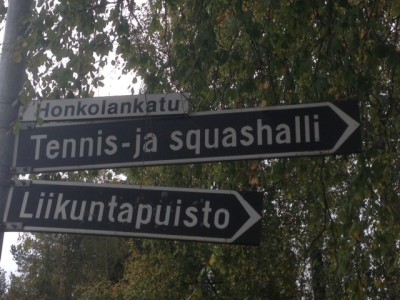 Honkolankatu
Tennis-ja squashalli
Liikuntapuisto